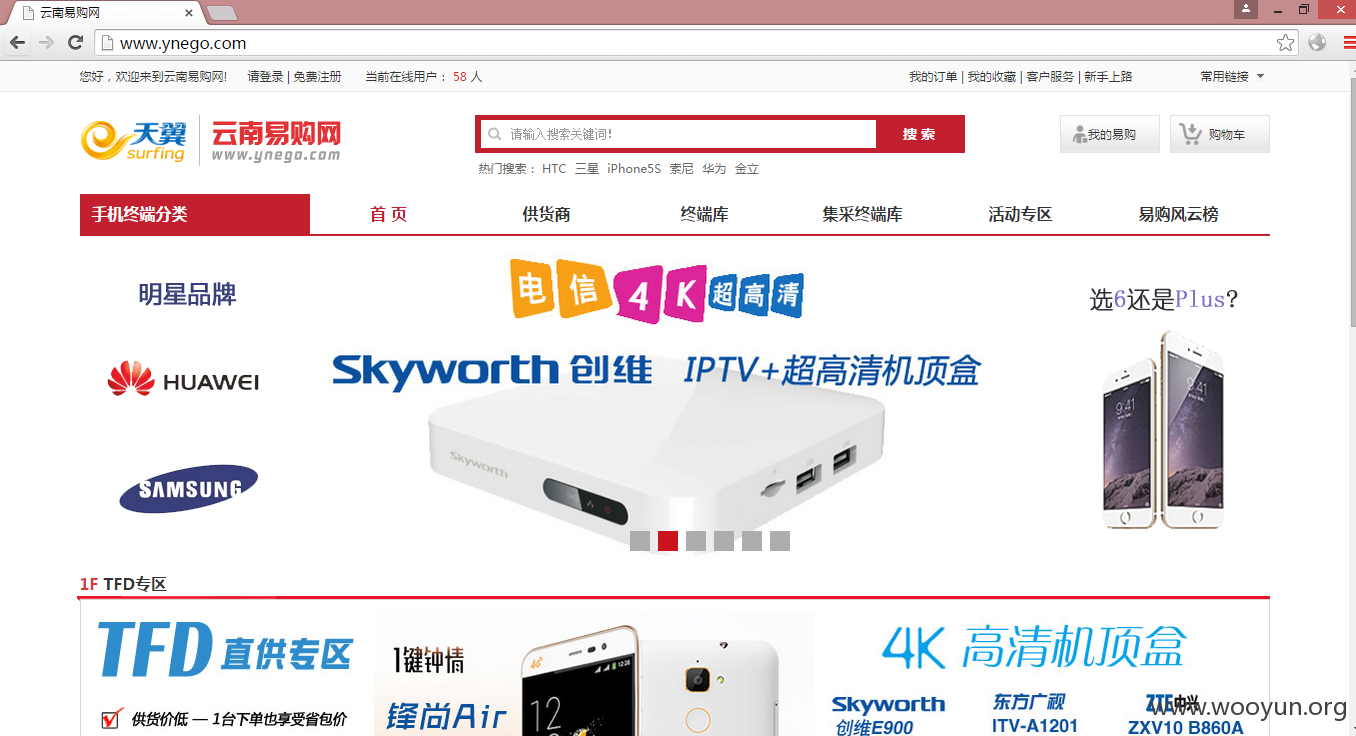 云南易购网
www.ynego.com
您好，欢迎来到云南易购网! 请登录 | 免费注册 当前在线用户： 58 人 我的订单 | 我的收藏 | 客户服务 | 新手上路 常用链接
天翼 surfing 云南易购网 www.ynego.com
请输入搜索关键词! 搜 索 我的易购 购物车
热门搜索： HTC 三星 iPhone5S 索尼 华为 金立
手机终端分类 首 页 供货商 终端库 集采终端库 活动专区 易购风云榜
明星品牌
HUAWEI
SAMSUNG
电信4K超高清
Skyworth 创维 IPTV+超高清机顶盒
Skyworth
选6还是Plus?
9:41 9:41
1F TFD专区
TFD 直供专区
供货价低 — 1台下单也享受省包价
1键钟情
锋尚Air
4G 12:28
12
4K 高清机顶盒
Skyworth 东方广视 ZTE中兴
创维E900 ITV-A1201 ZXV10 B860A
www.wooyun.org